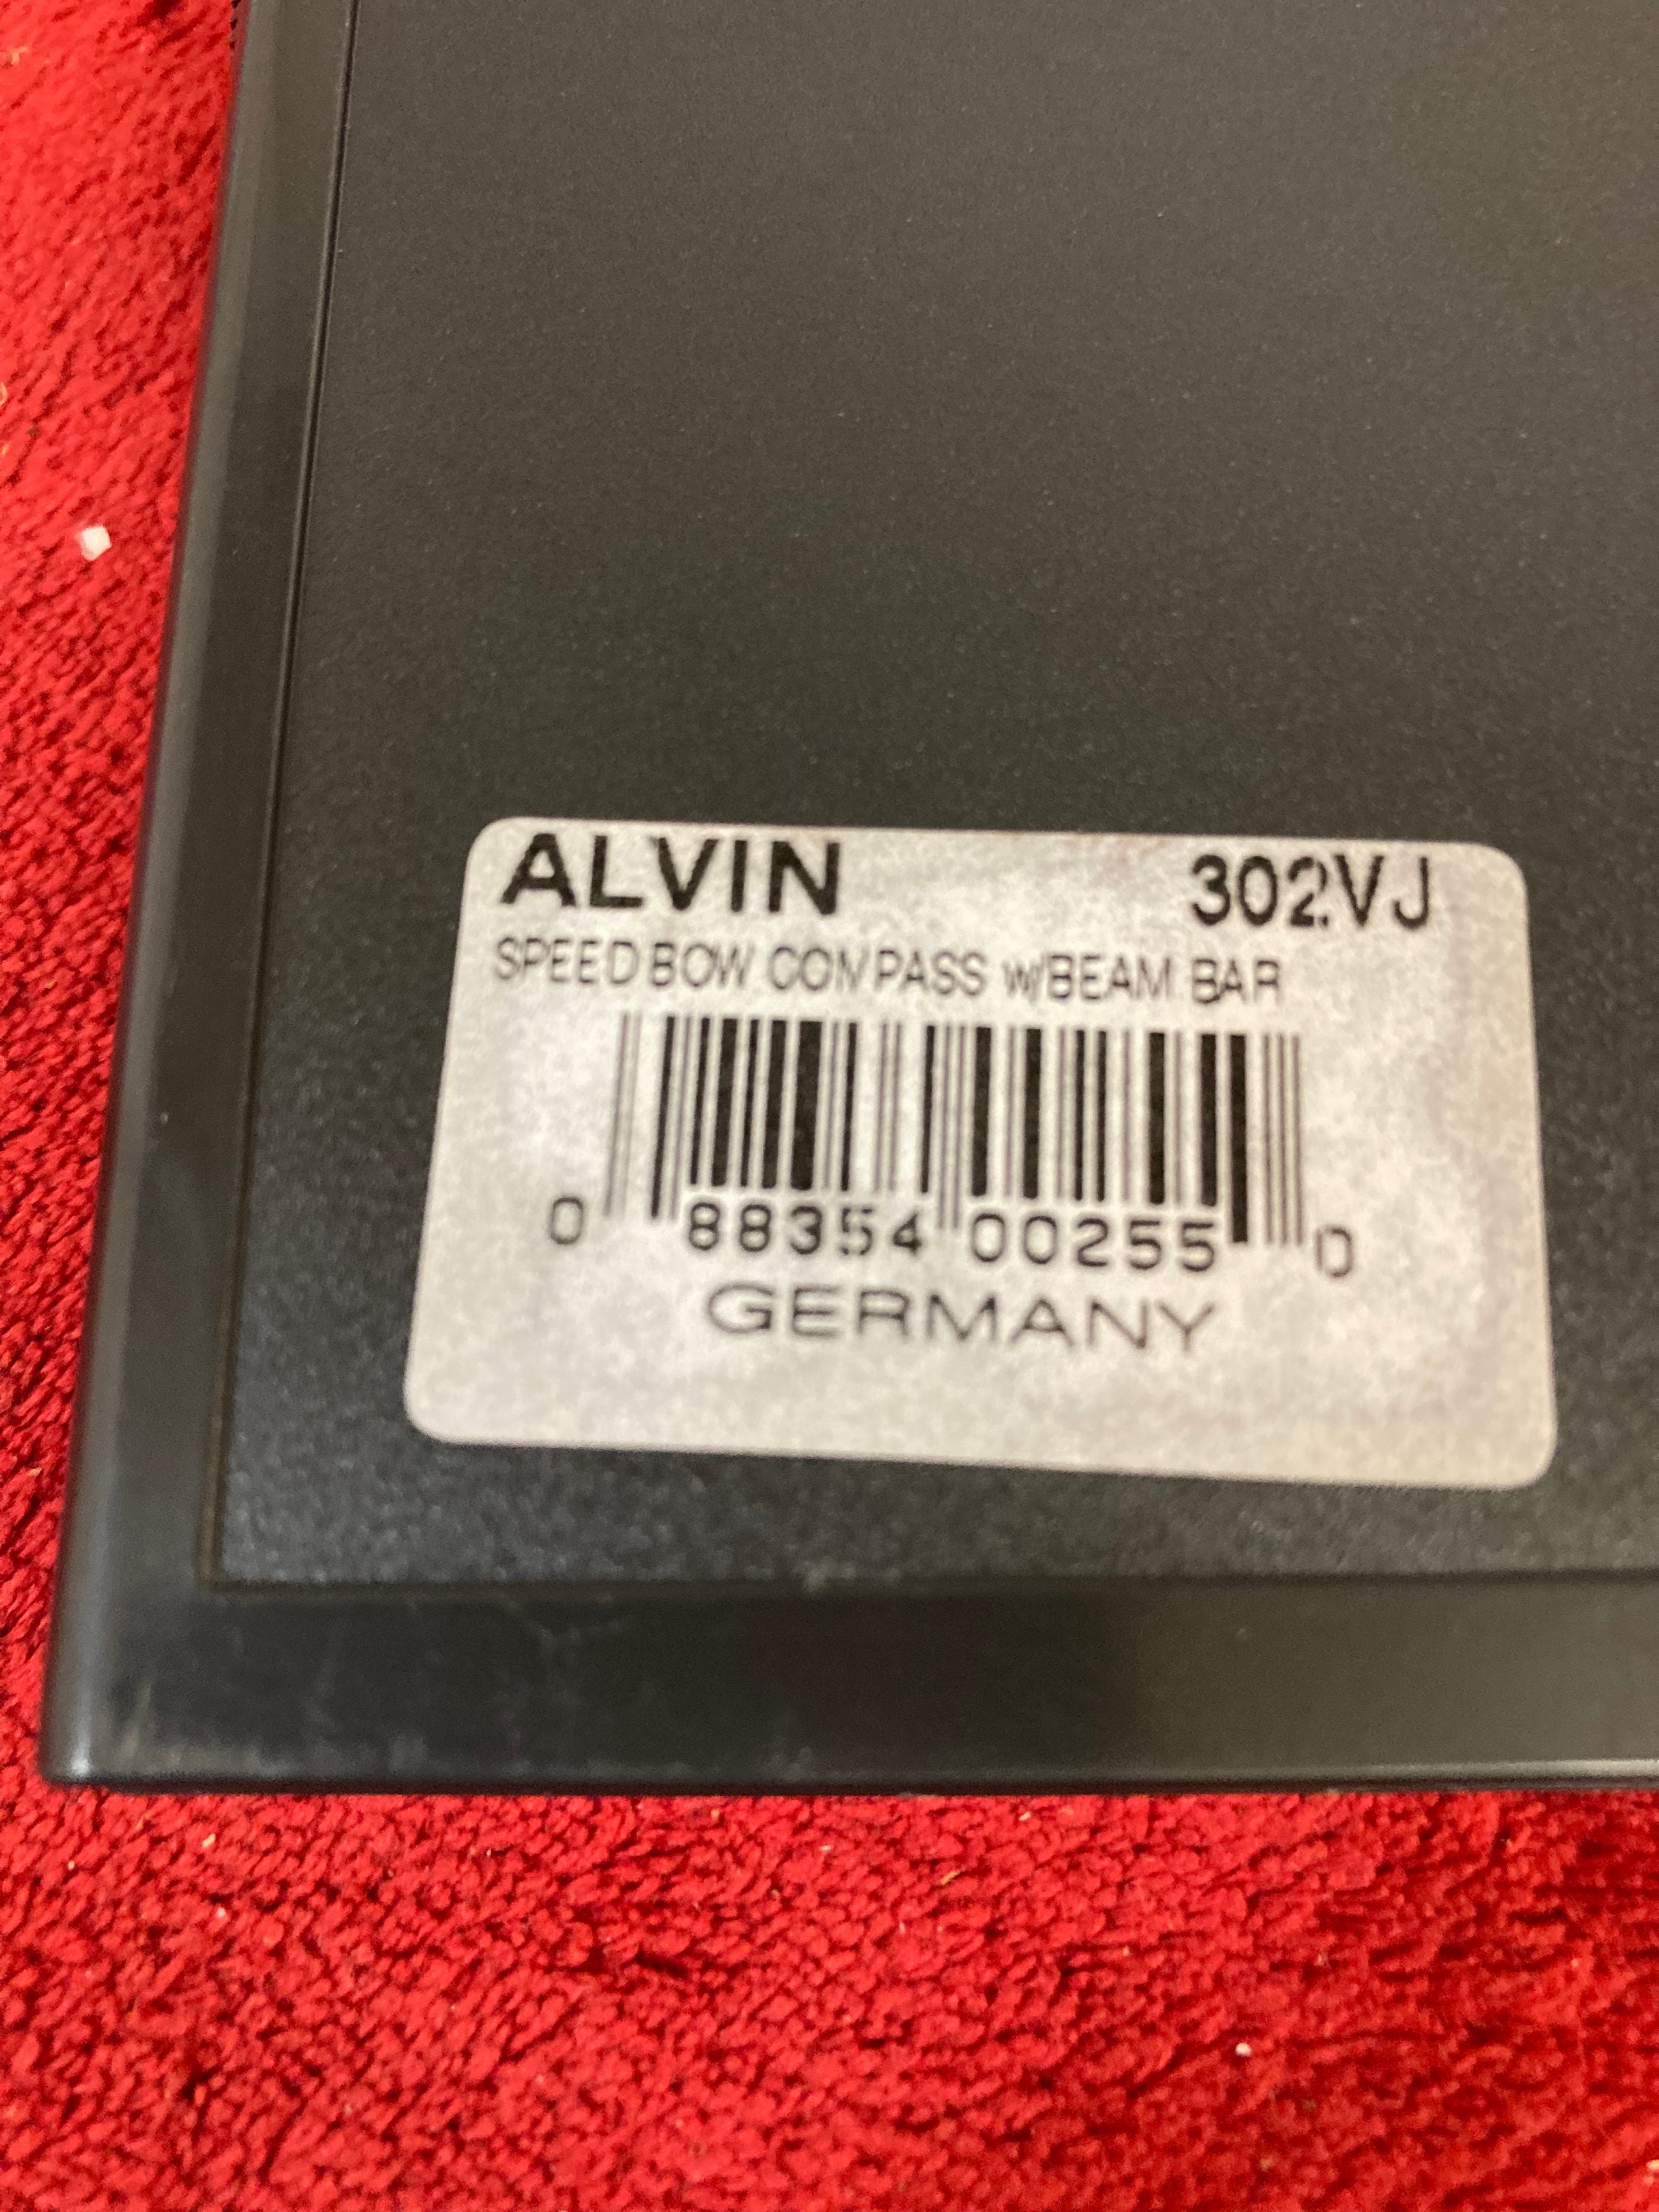 ALVIN 302VJ
SPEED BOW COMPASS w/BEAM BAR
0 88354 00255 0
GERMANY